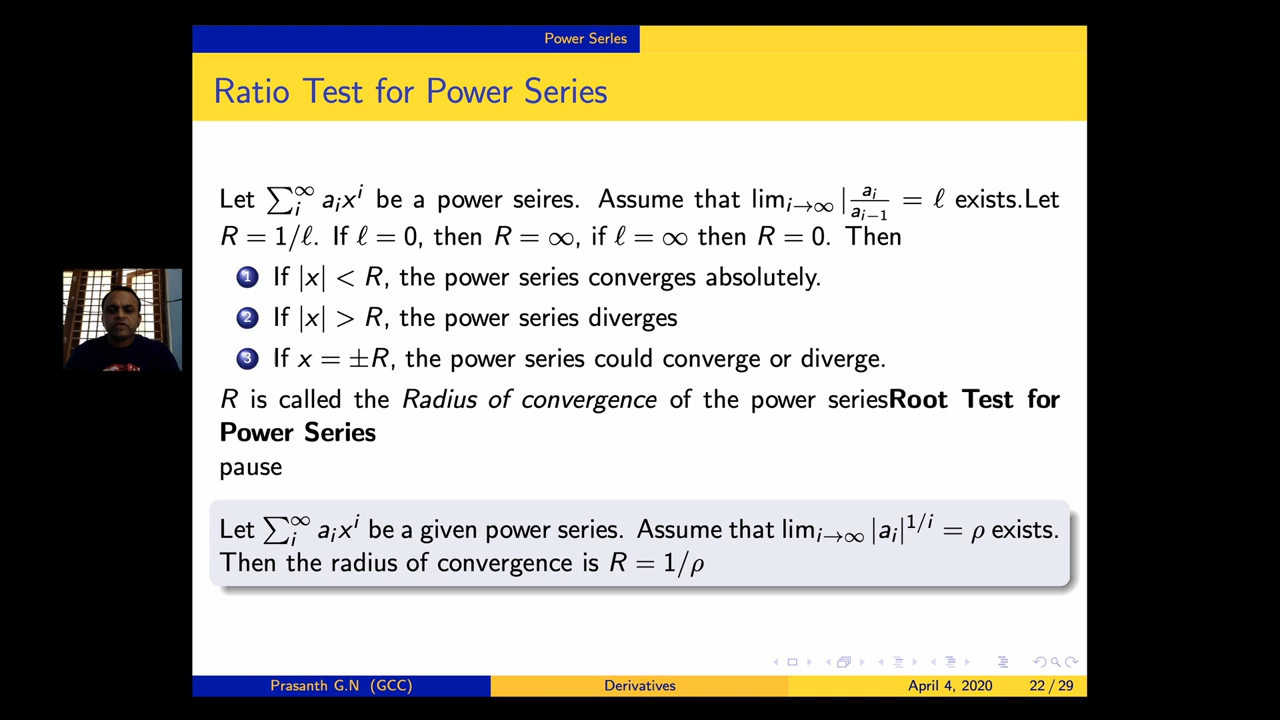 Power Series
Ratio Test for Power Series
Let ∑_i^∞ a_i x^i be a power seires. Assume that lim_{i→∞} |a_i/a_{i−1} = ℓ exists.Let
R = 1/ℓ. If ℓ = 0, then R = ∞, if ℓ = ∞ then R = 0. Then
1 If |x| < R, the power series converges absolutely.
2 If |x| > R, the power series diverges
3 If x = ±R, the power series could converge or diverge.
R is called the Radius of convergence of the power seriesRoot Test for
Power Series
pause
Let ∑_i^∞ a_i x^i be a given power series. Assume that lim_{i→∞} |a_i|^{1/i} = ρ exists.
Then the radius of convergence is R = 1/ρ
Prasanth G.N (GCC) Derivatives April 4, 2020 22 / 29